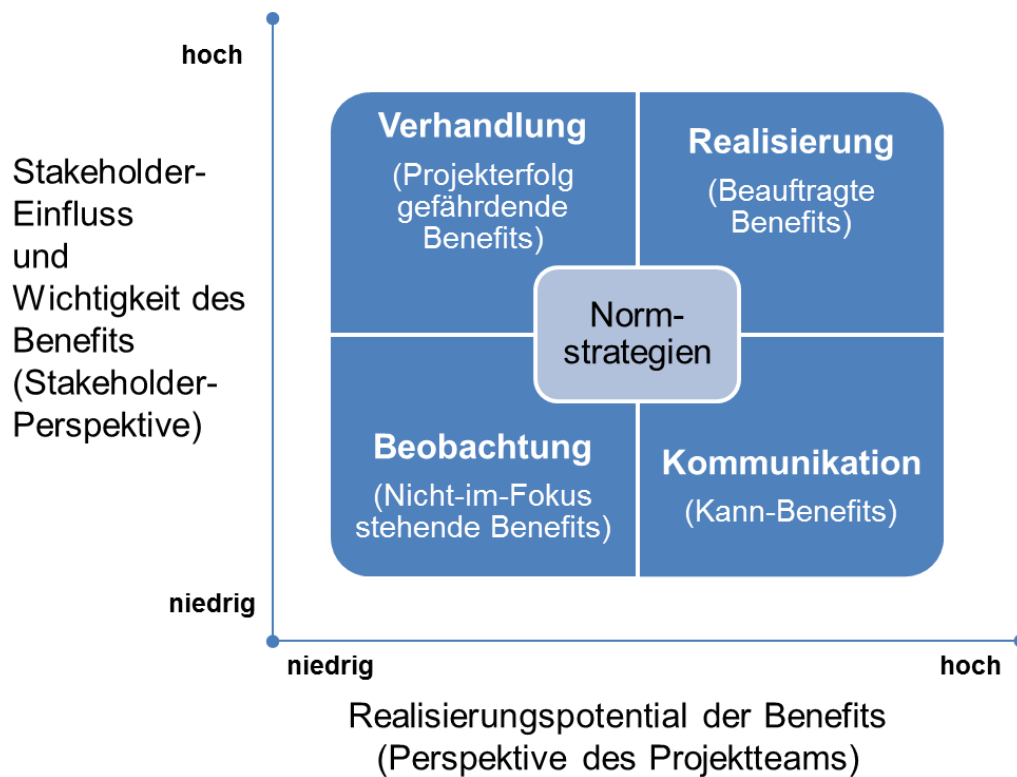 hoch
Stakeholder-
Einfluss
und
Wichtigkeit des
Benefits
(Stakeholder-
Perspektive)
niedrig
Verhandlung
(Projekterfolg
gefährdende
Benefits)
Realisierung
(Beauftragte
Benefits)
Norm-
strategien
Beobachtung
(Nicht-im-Fokus
stehende Benefits)
Kommunikation
(Kann-Benefits)
niedrig
hoch
Realisierungspotential der Benefits
(Perspektive des Projektteams)